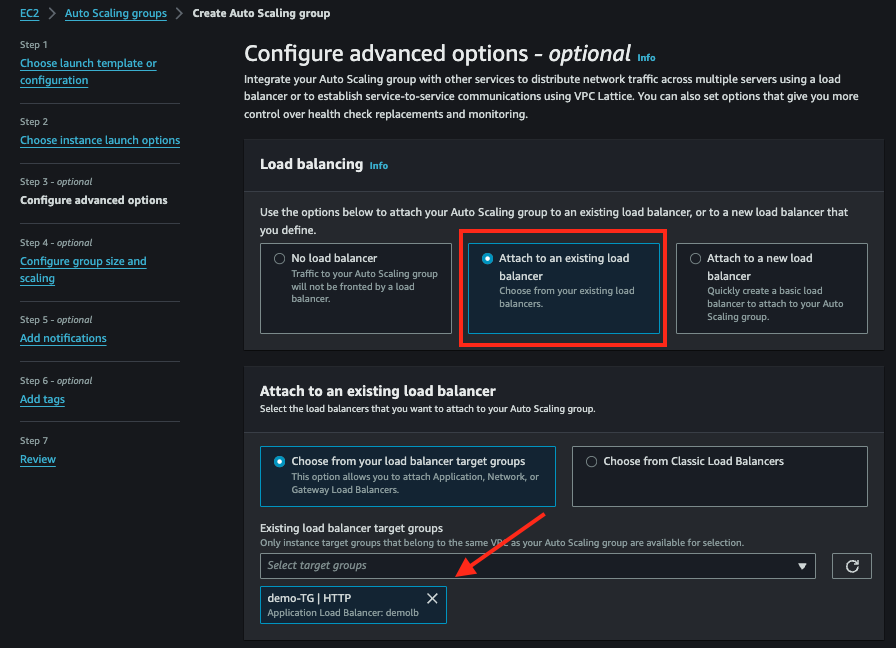 EC2 > Auto Scaling groups > Create Auto Scaling group
Step 1
Choose launch template or
configuration
Step 2
Choose instance launch options
Step 3 - optional
Configure advanced options
Step 4 - optional
Configure group size and
scaling
Step 5 - optional
Add notifications
Step 6 - optional
Add tags
Step 7
Review
Configure advanced options - optional Info
Integrate your Auto Scaling group with other services to distribute network traffic across multiple servers using a load
balancer or to establish service-to-service communications using VPC Lattice. You can also set options that give you more
control over health check replacements and monitoring.
Load balancing Info
Use the options below to attach your Auto Scaling group to an existing load balancer, or to a new load balancer that
you define.
No load balancer
Traffic to your Auto Scaling group
will not be fronted by a load
balancer.
Attach to an existing load
balancer
Choose from your existing load
balancers.
Attach to a new load
balancer
Quickly create a basic load
balancer to attach to your Auto
Scaling group.
Attach to an existing load balancer
Select the load balancers that you want to attach to your Auto Scaling group.
Choose from your load balancer target groups
This option allows you to attach Application, Network, or
Gateway Load Balancers.
Choose from Classic Load Balancers
Existing load balancer target groups
Only instance target groups that belong to the same VPC as your Auto Scaling group are available for selection.
Select target groups
demo-TG | HTTP
Application Load Balancer: demolb